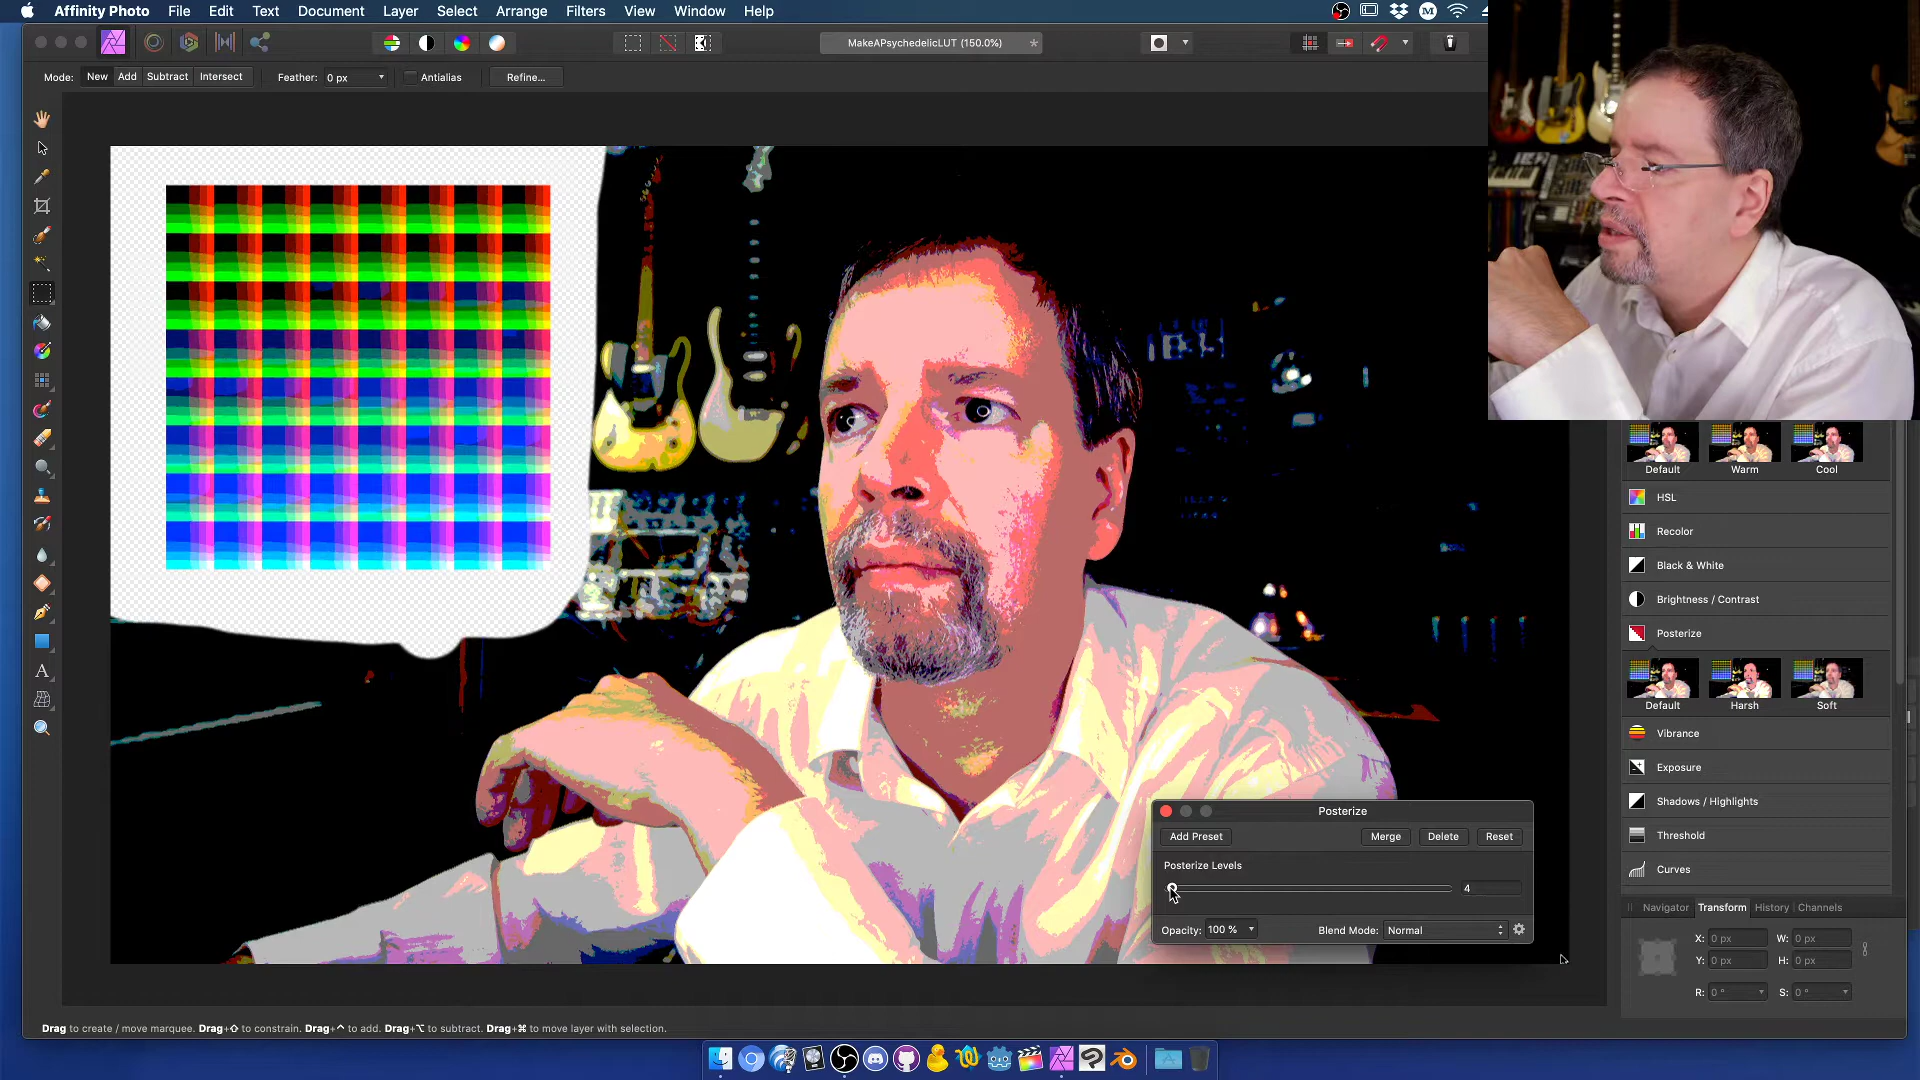 Affinity Photo File Edit Text Document Layer Select Arrange Filters View Window Help
MakeAPsychedelicLUT (150.0%)
Mode: New Add Subtract Intersect Feather: 0 px Antialias Refine...
Default Warm Cool
HSL
Recolor
Black & White
Brightness / Contrast
Posterize
Default Harsh Soft
Vibrance
Exposure
Shadows / Highlights
Threshold
Curves
Posterize
Add Preset Merge Delete Reset
Posterize Levels
4
Opacity: 100 % Blend Mode: Normal
Navigator Transform History Channels
X: 0 px W: 0 px
Y: 0 px H: 0 px
R: 0 ° S: 0 °
Drag to create / move marquee. Drag+⇧ to constrain. Drag+^ to add. Drag+⌥ to subtract. Drag+⌘ to move layer with selection.